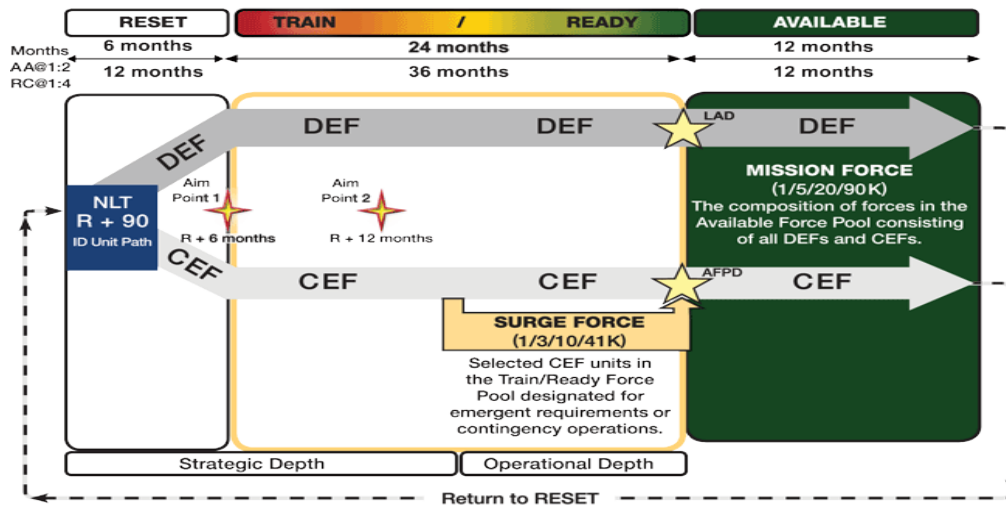 RESET
TRAIN / READY
AVAILABLE
Months
AA@1:2
RC@1:4
6 months
24 months
12 months
12 months
36 months
12 months
DEF
DEF
DEF
DEF
LAD
NLT
R + 90
ID Unit Path
Aim
Point 1
R + 6 months
Aim
Point 2
R + 12 months
MISSION FORCE
(1/5/20/90K)
The composition of forces in the
Available Force Pool consisting
of all DEFs and CEFs.
CEF
CEF
CEF
AFPD
CEF
SURGE FORCE
(1/3/10/41K)
Selected CEF units in
the Train/Ready Force
Pool designated for
emergent requirements or
contingency operations.
Strategic Depth
Operational Depth
Return to RESET